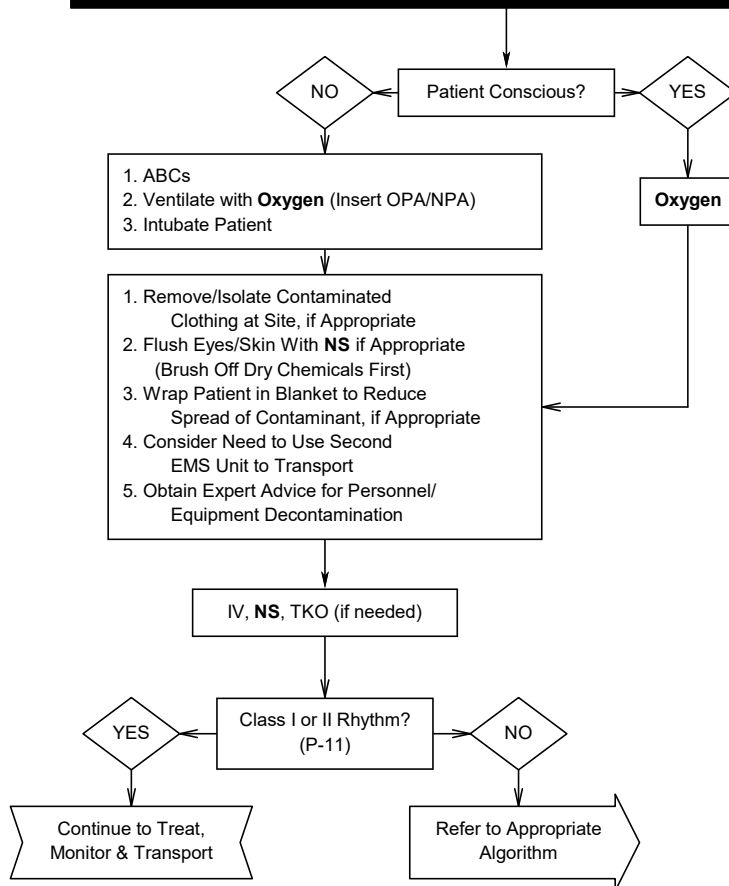 Patient Conscious?
NO
YES
1. ABCs
2. Ventilate with Oxygen (Insert OPA/NPA)
3. Intubate Patient
Oxygen
1. Remove/Isolate Contaminated
Clothing at Site, if Appropriate
2. Flush Eyes/Skin With NS if Appropriate
(Brush Off Dry Chemicals First)
3. Wrap Patient in Blanket to Reduce
Spread of Contaminant, if Appropriate
4. Consider Need to Use Second
EMS Unit to Transport
5. Obtain Expert Advice for Personnel/
Equipment Decontamination
IV, NS, TKO (if needed)
Class I or II Rhythm?
(P-11)
YES
NO
Continue to Treat,
Monitor & Transport
Refer to Appropriate
Algorithm